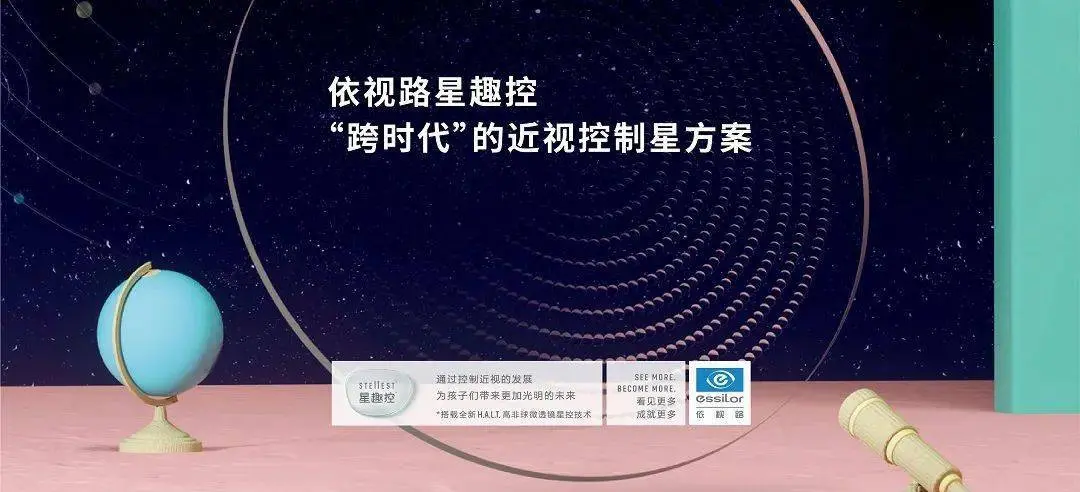 依视路星趣控
“跨时代”的近视控制星方案
STELLEST
星趣控
通过控制近视的发展
为孩子们带来更加光明的未来
*搭载全新H.A.L.T.高非球微透镜星控技术
SEE MORE.
BECOME MORE.
看见更多
成就更多
essilor
依视路